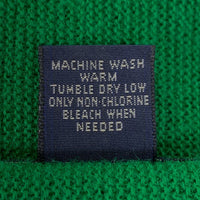 MACHINE WASH
WARM
TUMBLE DRY LOW
ONLY NON-CHLORINE
BLEACH WHEN
NEEDED